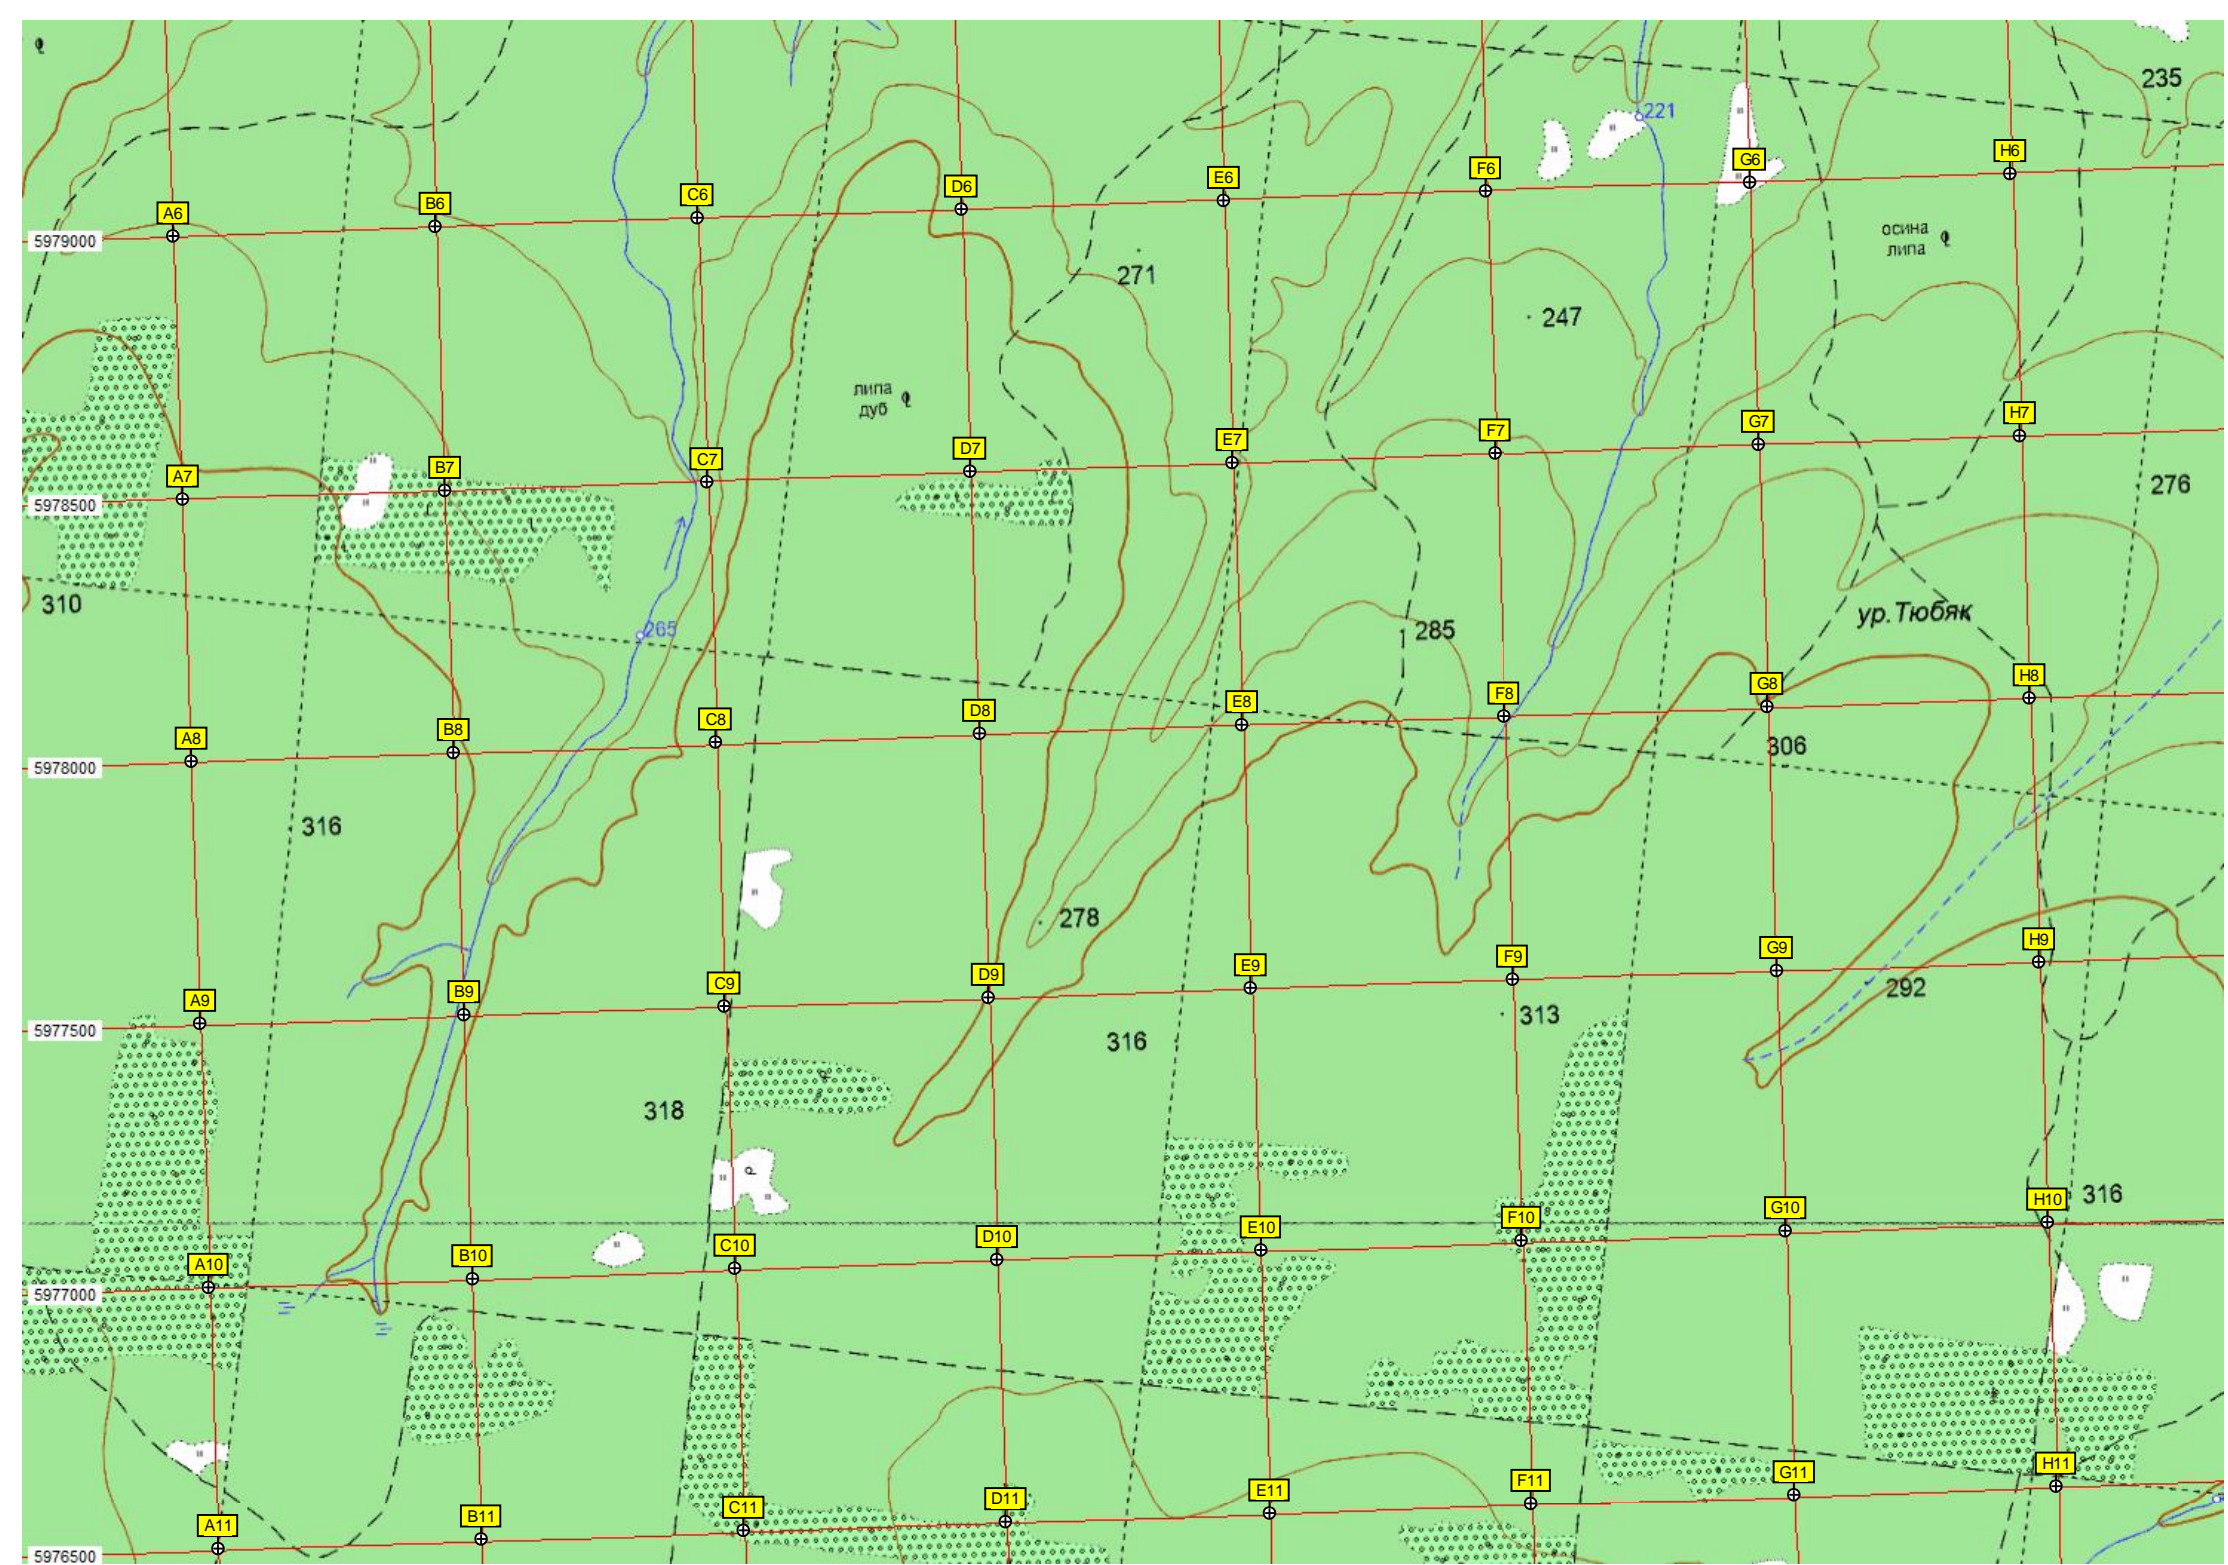 235
221
H6
G6
F6
E6
D6
C6
B6
A6
осина
липа
5979000
271
247
липа
дуб
H7
G7
F7
E7
D7
C7
B7
A7
276
5978500
310
265
285
ур.Тюбяк
H8
G8
F8
E8
D8
C8
B8
A8
306
5978000
316
278
H9
G9
F9
E9
D9
C9
B9
A9
292
313
5977500
316
318
316
H10
G10
F10
E10
D10
C10
B10
A10
5977000
H11
G11
F11
E11
D11
C11
B11
A11
5976500